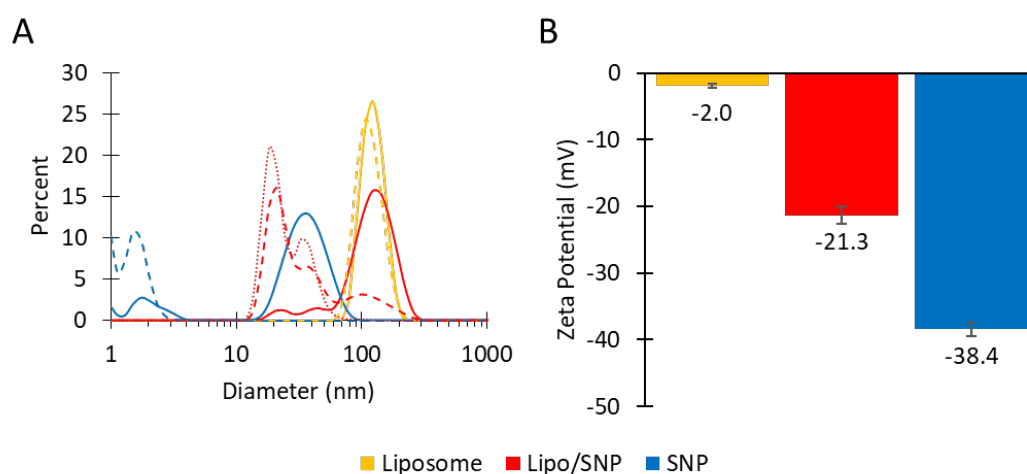 A
30
25
20
15
10
5
0
Percent
1 10 100 1000
Diameter (nm)
B
0
-10
-20
-30
-40
-50
Zeta Potential (mV)
-2.0
-21.3
-38.4
Liposome Lipo/SNP SNP